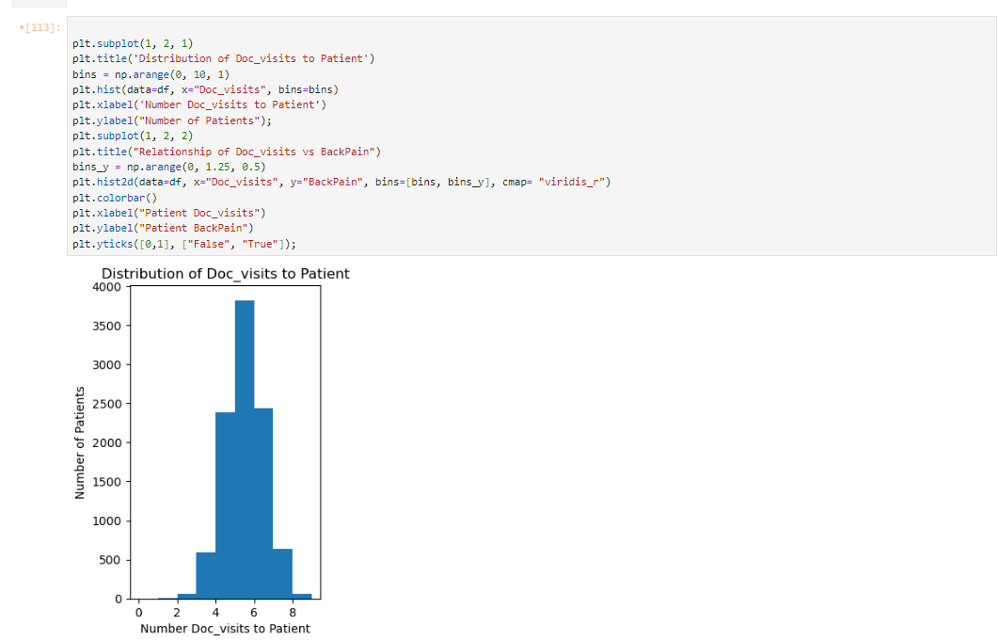 •[113]:
plt.subplot(1, 2, 1)
plt.title('Distribution of Doc_visits to Patient')
bins = np.arange(0, 10, 1)
plt.hist(data=df, x="Doc_visits", bins=bins)
plt.xlabel('Number Doc_visits to Patient')
plt.ylabel("Number of Patients");
plt.subplot(1, 2, 2)
plt.title("Relationship of Doc_visits vs BackPain")
bins_y = np.arange(0, 1.25, 0.5)
plt.hist2d(data=df, x="Doc_visits", y="BackPain", bins=[bins, bins_y], cmap= "viridis_r")
plt.colorbar()
plt.xlabel("Patient Doc_visits")
plt.ylabel("Patient BackPain")
plt.yticks([0,1], ["False", "True"]);
Distribution of Doc_visits to Patient
4000
3500
3000
2500
2000
1500
1000
500
0
Number of Patients
0 2 4 6 8
Number Doc_visits to Patient